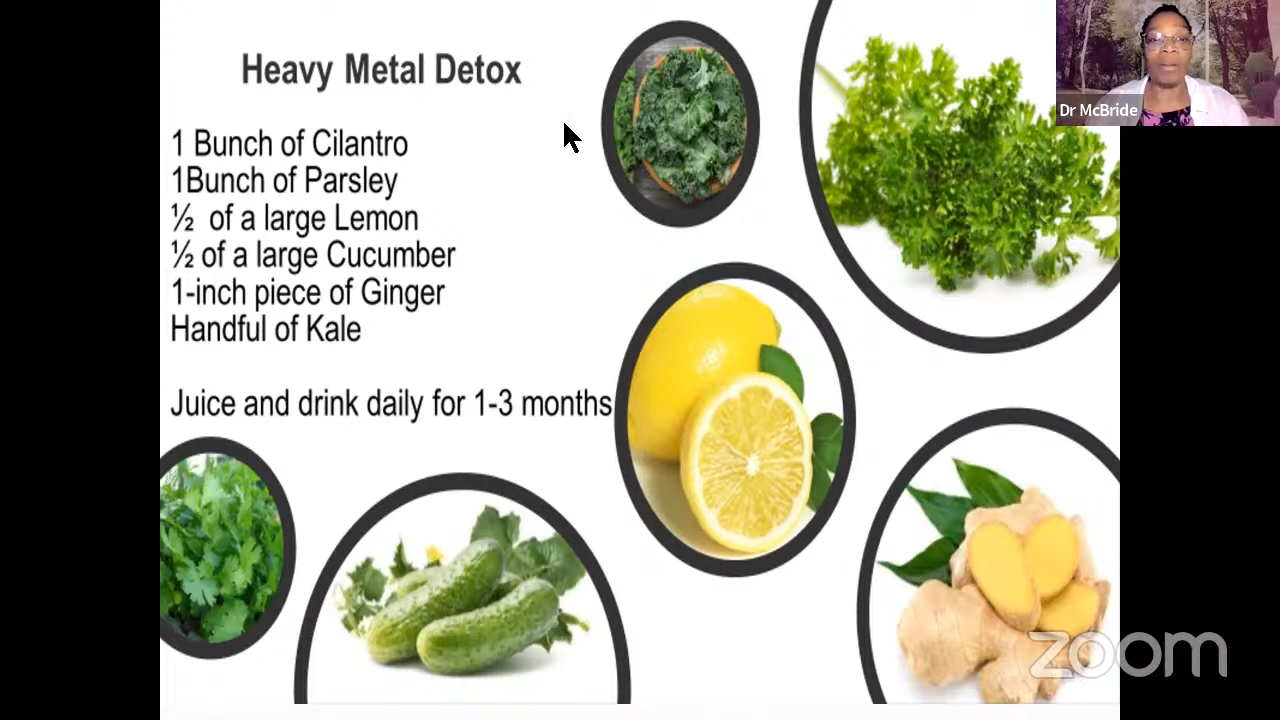 Heavy Metal Detox
1 Bunch of Cilantro
1Bunch of Parsley
½ of a large Lemon
½ of a large Cucumber
1-inch piece of Ginger
Handful of Kale
Juice and drink daily for 1-3 months
Dr McBride
zoom